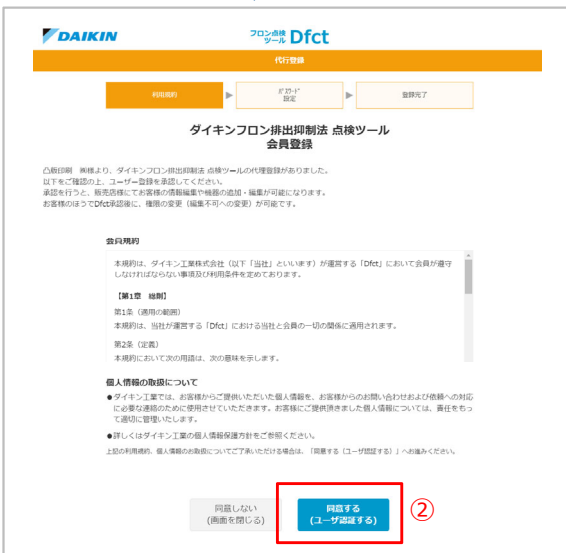 DAIKIN
フロン点検
ツール Dfct
代行登録
利用規約
▶
パスワード
設定
▶
登録完了
ダイキンフロン排出抑制法 点検ツール
会員登録
凸版印刷 ㈱様より、ダイキンフロン排出抑制法 点検ツールの代理登録がありました。
以下をご確認の上、ユーザー登録を承認してください。
承認を行うと、販売店様にてお客様の情報編集や機器の追加・編集が可能になります。
お客様のほうでDfct承認後に、権限の変更（編集不可への変更）が可能です。
会員規約
本規約は、ダイキン工業株式会社（以下「当社」といいます）が運営する「Dfct」において会員が遵守
しなければならない事項及び利用条件を定めております。
【第1章 総則】
第1条（適用の範囲）
本規約は、当社が運営する「Dfct」における当社と会員の一切の関係に適用されます。
第2条（定義）
本規約において次の用語は、次の意味を示します。
個人情報の取扱について
●ダイキン工業では、お客様からご提供いただいた個人情報を、お客様からのお問い合わせおよび依頼への対応
に必要な連絡のために使用させていただきます。お客様にご提供頂きました個人情報については、責任をもっ
て適切に管理いたします。
●詳しくはダイキン工業の個人情報保護方針をご参照ください。
上記の利用規約、個人情報のお取扱についてご了承いただける場合は、「同意する（ユーザ認証する）」へお進みください。
同意しない
(画面を閉じる)
同意する
(ユーザ認証する)
②